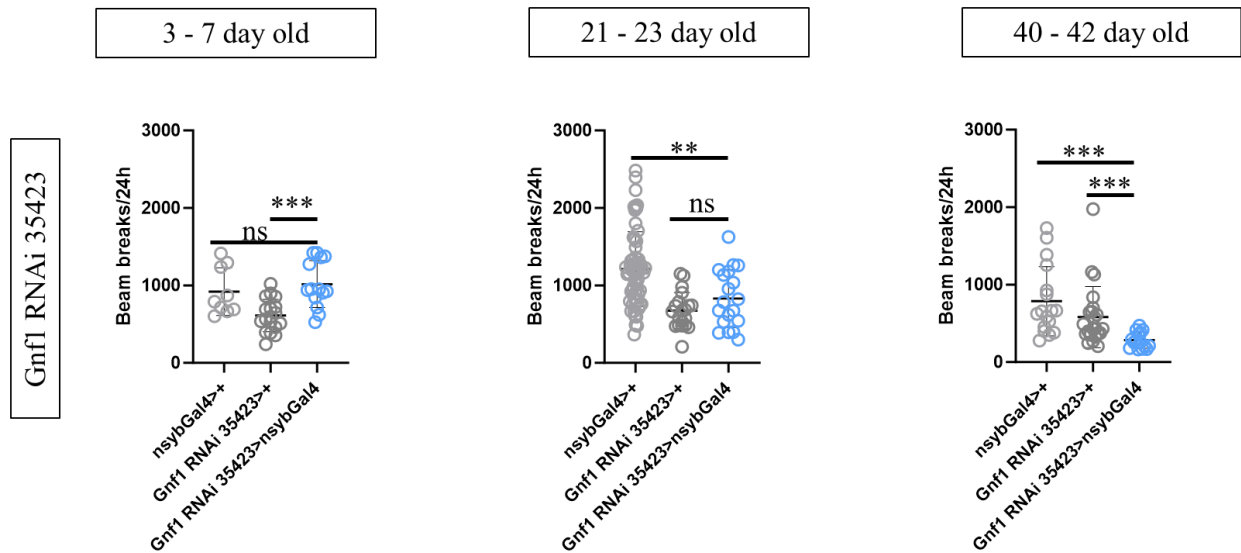 3 - 7 day old
21 - 23 day old
40 - 42 day old
Gnf1 RNAi 35423
Beam breaks/24h
3000
2000
1000
0
***
ns
nsybGal4>+
Gnf1 RNAi 35423>+
Gnf1 RNAi 35423>nsybGal4
Beam breaks/24h
3000
2000
1000
0
**
ns
nsybGal4>+
Gnf1 RNAi 35423>+
Gnf1 RNAi 35423>nsybGal4
Beam breaks/24h
3000
2000
1000
0
***
***
nsybGal4>+
Gnf1 RNAi 35423>+
Gnf1 RNAi 35423>nsybGal4